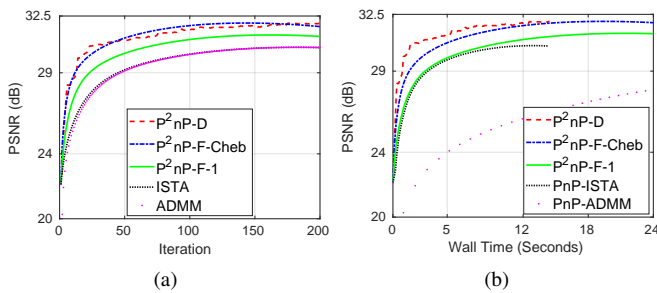 32.5
29
24
20
PSNR (dB)
P²nP-D
P²nP-F-Cheb
P²nP-F-1
ISTA
ADMM
0
50
100
150
200
Iteration
(a)
32.5
29
24
20
PSNR (dB)
P²nP-D
P²nP-F-Cheb
P²nP-F-1
PnP-ISTA
PnP-ADMM
0
5
12
18
24
Wall Time (Seconds)
(b)